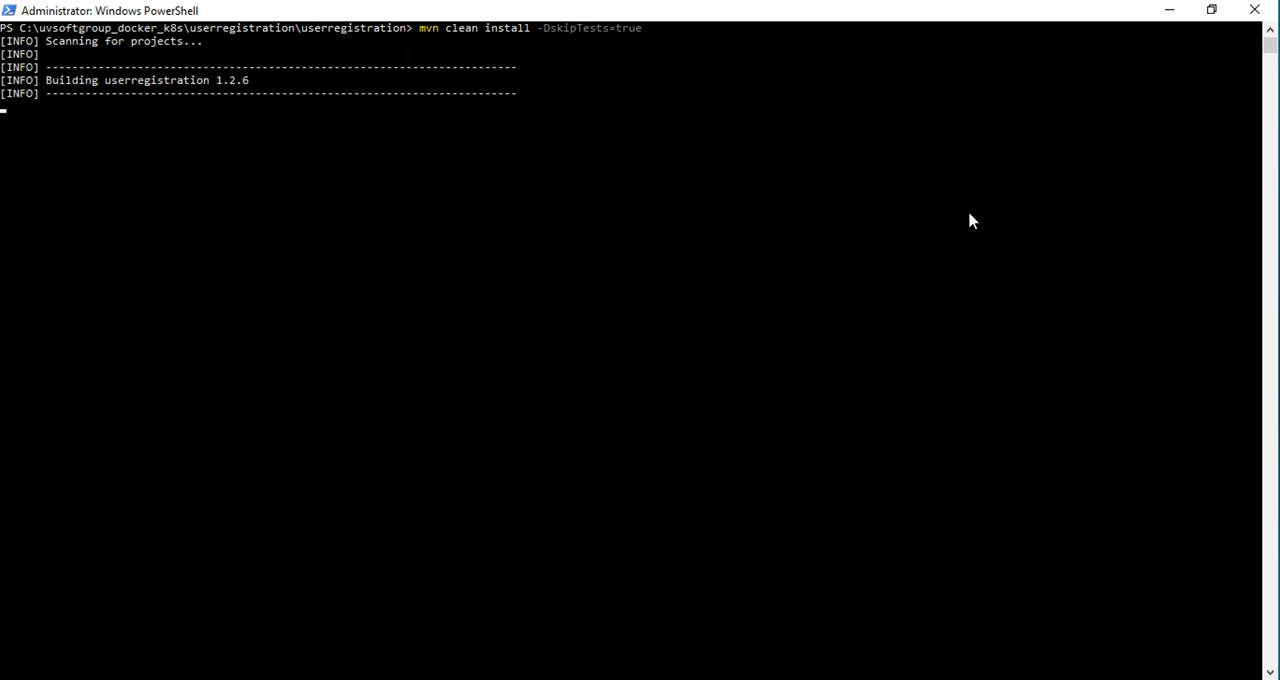 Administrator: Windows PowerShell
PS C:\uvsoftgroup_docker_k8s\userregistration\userregistration> mvn clean install -DskipTests=true
[INFO] Scanning for projects...
[INFO]
[INFO] ------------------------------------------------------------------------
[INFO] Building userregistration 1.2.6
[INFO] ------------------------------------------------------------------------